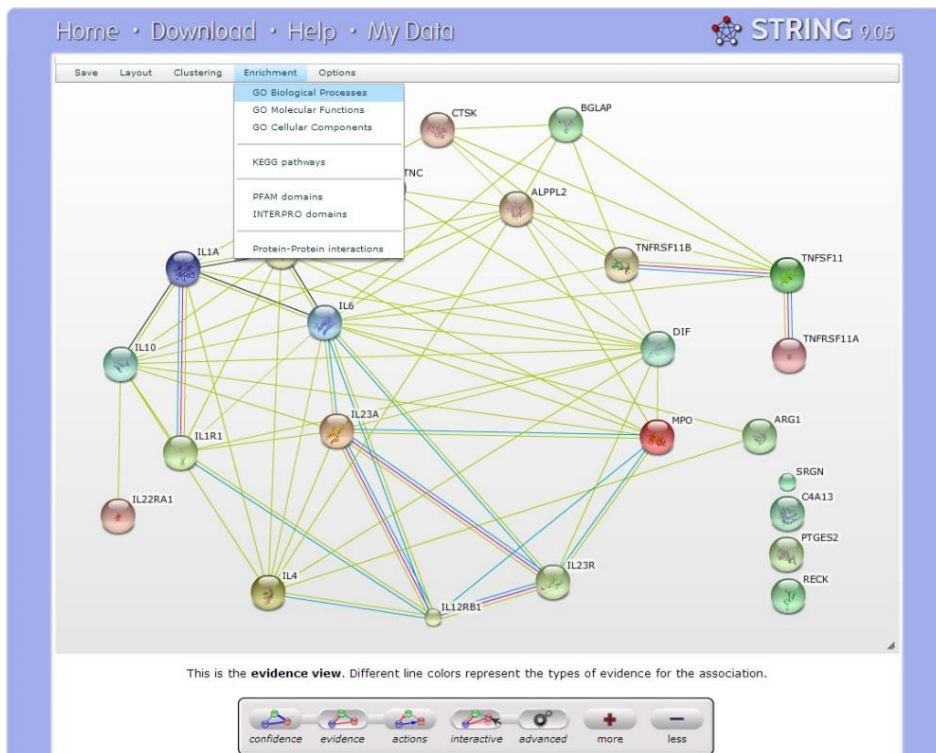 Home · Download · Help · My Data
STRING 9.05
Save Layout Clustering Enrichment Options
GO Biological Processes
GO Molecular Functions
GO Cellular Components
KEGG pathways
PFAM domains
INTERPRO domains
Protein-Protein interactions
CTSK
BGLAP
TNC
ALPPL2
TNFRSF11B
TNFSF11
IL1A
IL6
DIF
TNFRSF11A
IL10
IL23A
MPO
ARG1
IL1R1
SRGN
C4A13
IL22RA1
PTGES2
IL4
IL23R
RECK
IL12RB1
This is the evidence view. Different line colors represent the types of evidence for the association.
confidence evidence actions interactive advanced more less